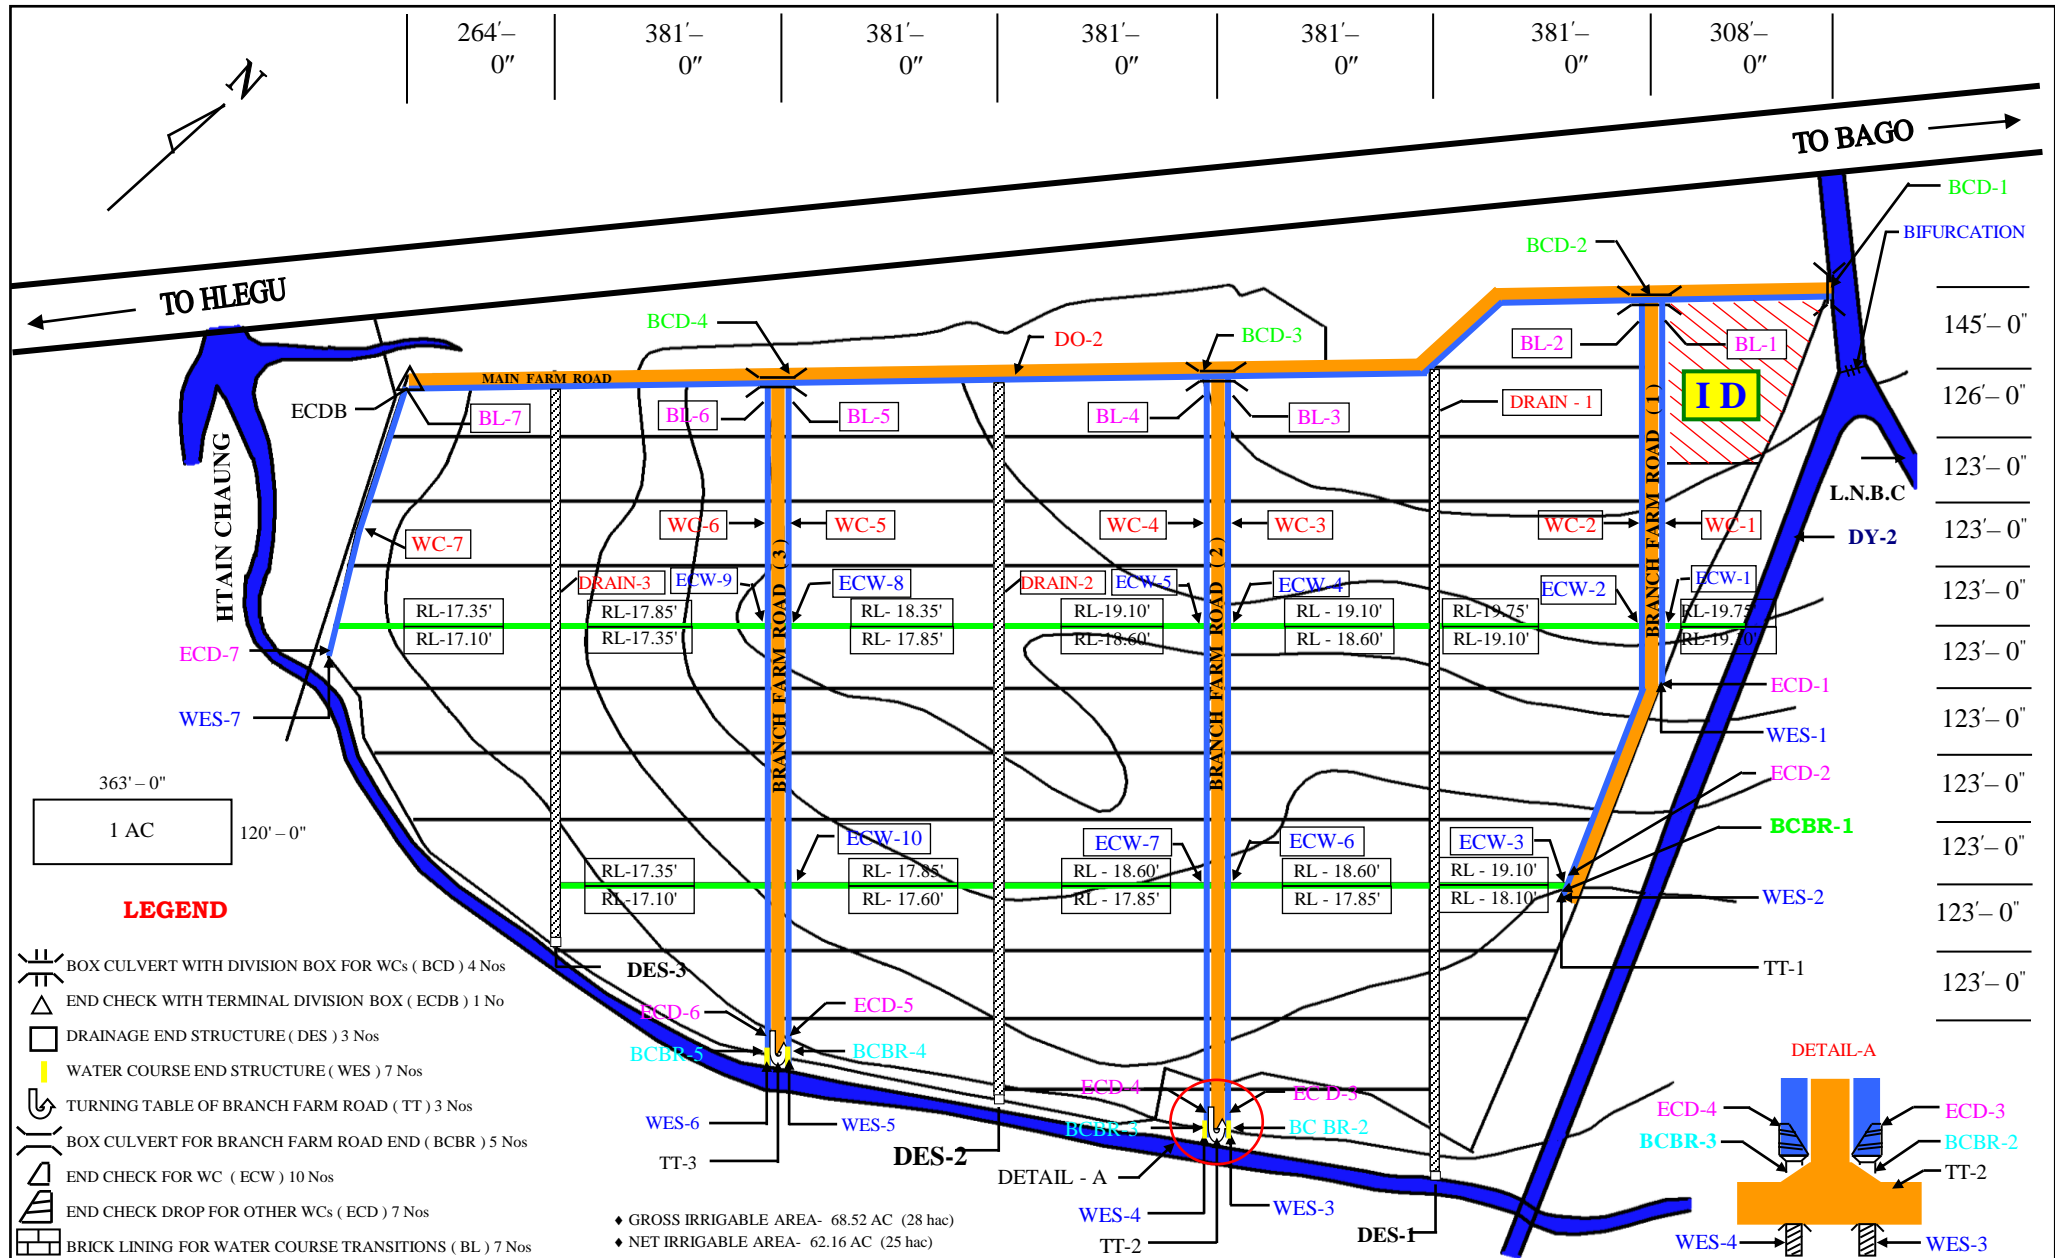 264′–0″
381′–0″
381′–0″
381′–0″
381′–0″
381′–0″
308′–0″
N
TO BAGO
BCD-1
BIFURCATION
BCD-2
TO HLEGU
BCD-4
DO-2
BCD-3
145′–0"
BL-2
BL-1
MAIN FARM ROAD
ECDB
BL-7
BL-6
BL-5
BL-4
BL-3
DRAIN - 1
I D
126′–0"
HTAIN CHAUNG
123′–0"
L.N.B.C
WC-7
WC-6
WC-5
WC-4
WC-3
WC-2
WC-1
DY-2
123′–0"
BRANCH FARM ROAD (3)
BRANCH FARM ROAD (2)
BRANCH FARM ROAD (1)
DRAIN-3
ECW-9
ECW-8
DRAIN-2
ECW-5
ECW-4
ECW-2
ECW-1
123′–0"
RL-17.35'
RL-17.85'
RL - 18.35'
RL-19.10'
RL - 19.10'
RL-19.75'
RL-19.75'
RL-17.10'
RL-17.35'
RL - 17.85'
RL-18.60'
RL - 18.60'
RL-19.10'
RL-19.10'
ECD-7
123′–0"
WES-7
ECD-1
123′–0"
WES-1
ECD-2
123′–0"
363' – 0"
1 AC
120' – 0"
ECW-10
ECW-7
ECW-6
ECW-3
BCBR-1
123′–0"
RL-17.35'
RL - 17.85
RL - 18.60'
RL - 18.60'
RL - 19.10'
RL-17.10'
RL - 17.60'
RL - 17.85'
RL - 17.85'
RL - 18.10'
WES-2
123′–0"
DES-3
TT-1
123′–0"
ECD-6
ECD-5
BCBR-5
BCBR-4
WES-6
WES-5
TT-3
DES-2
ECD-4
EC D-3
BCBR-3
BC BR-2
DETAIL - A
WES-4
WES-3
TT-2
DES-1
LEGEND
BOX CULVERT WITH DIVISION BOX FOR WCs ( BCD ) 4 Nos
END CHECK WITH TERMINAL DIVISION BOX ( ECDB ) 1 No
DRAINAGE END STRUCTURE ( DES ) 3 Nos
WATER COURSE END STRUCTURE ( WES ) 7 Nos
TURNING TABLE OF BRANCH FARM ROAD ( TT ) 3 Nos
BOX CULVERT FOR BRANCH FARM ROAD END ( BCBR ) 5 Nos
END CHECK FOR WC ( ECW ) 10 Nos
END CHECK DROP FOR OTHER WCs ( ECD ) 7 Nos
BRICK LINING FOR WATER COURSE TRANSITIONS ( BL ) 7 Nos
♦ GROSS IRRIGABLE AREA- 68.52 AC (28 hac)
♦ NET IRRIGABLE AREA- 62.16 AC (25 hac)
DETAIL-A
ECD-4
ECD-3
BCBR-3
BCBR-2
TT-2
WES-4
WES-3